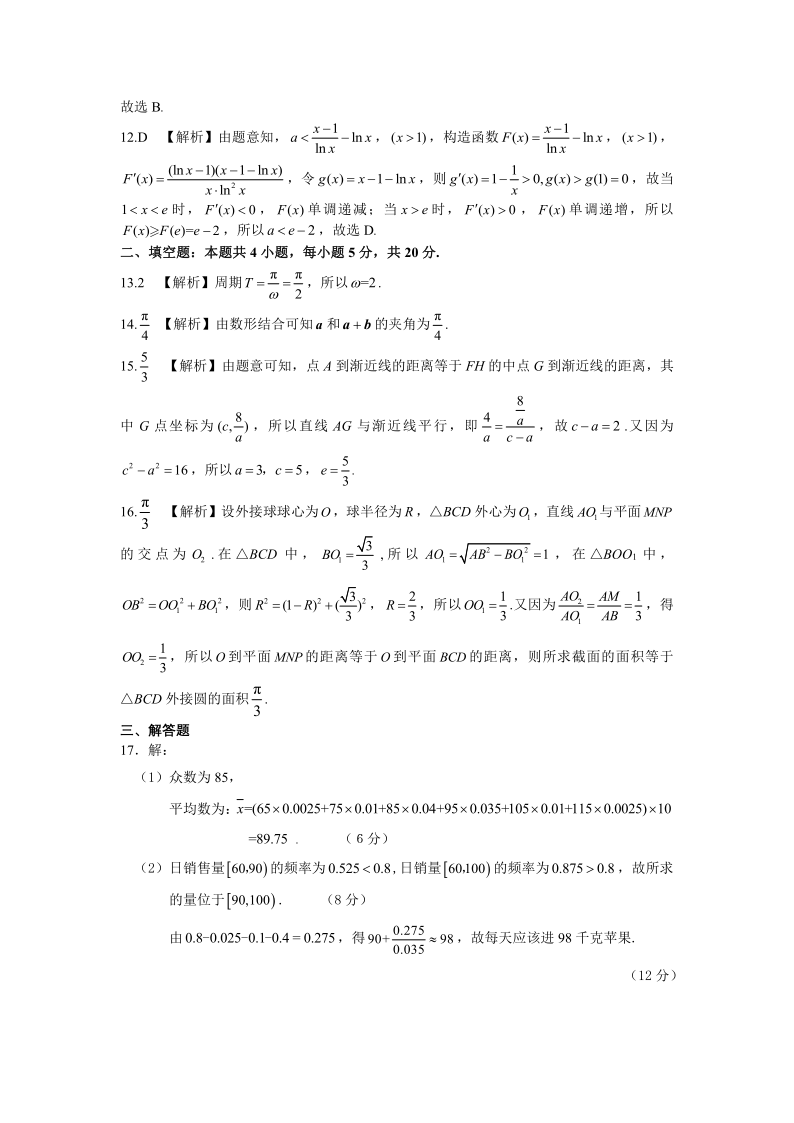 故选 B.
12.D 【解析】由题意知，a < (x−1)/ln x − ln x，(x > 1)，构造函数 F(x) = (x−1)/ln x − ln x，(x > 1)，
F′(x) = (ln x −1)(x −1− ln x)/(x·ln² x)，令 g(x) = x −1− ln x，则 g′(x) = 1 − 1/x > 0, g(x) > g(1) = 0，故当
1 < x < e 时，F′(x) < 0，F(x) 单调递减；当 x > e 时，F′(x) > 0，F(x) 单调递增，所以
F(x)⩾F(e)=e − 2，所以 a < e − 2，故选 D.
二、填空题：本题共 4 小题，每小题 5 分，共 20 分.
13.2 【解析】周期 T = π/ω = π/2，所以 ω=2.
14. π/4 【解析】由数形结合可知 a 和 a + b 的夹角为 π/4.
15. 5/3 【解析】由题意可知，点 A 到渐近线的距离等于 FH 的中点 G 到渐近线的距离，其
中 G 点坐标为 (c, 8/a)，所以直线 AG 与渐近线平行，即 4/a = (8/a)/(c − a)，故 c − a = 2 .又因为
c² − a² = 16，所以 a = 3，c = 5，e = 5/3.
16. π/3 【解析】设外接球球心为 O，球半径为 R，△BCD 外心为 O₁，直线 AO₁ 与平面 MNP
的交点为 O₂ .在 △BCD 中，BO₁ = √3/3 ,所以 AO₁ = √(AB² − BO₁²) = 1，在 △BOO₁ 中，
OB² = OO₁² + BO₁²，则 R² = (1− R)² + (√3/3)²，R = 2/3，所以 OO₁ = 1/3 .又因为 AO₂/AO₁ = AM/AB = 1/3，得
OO₂ = 1/3，所以 O 到平面 MNP 的距离等于 O 到平面 BCD 的距离，则所求截面的面积等于
△BCD 外接圆的面积 π/3.
三、解答题
17．解：
（1）众数为 85，
平均数为：x̅=(65×0.0025+75×0.01+85×0.04+95×0.035+105×0.01+115×0.0025)×10
=89.75 . （ 6 分）
（2）日销售量 [60,90) 的频率为 0.525 < 0.8 , 日销量 [60,100) 的频率为 0.875 > 0.8，故所求
的量位于 [90,100) . （8 分）
由 0.8−0.025−0.1−0.4 = 0.275，得 90+ 0.275/0.035 ≈ 98，故每天应该进 98 千克苹果.
（12 分）